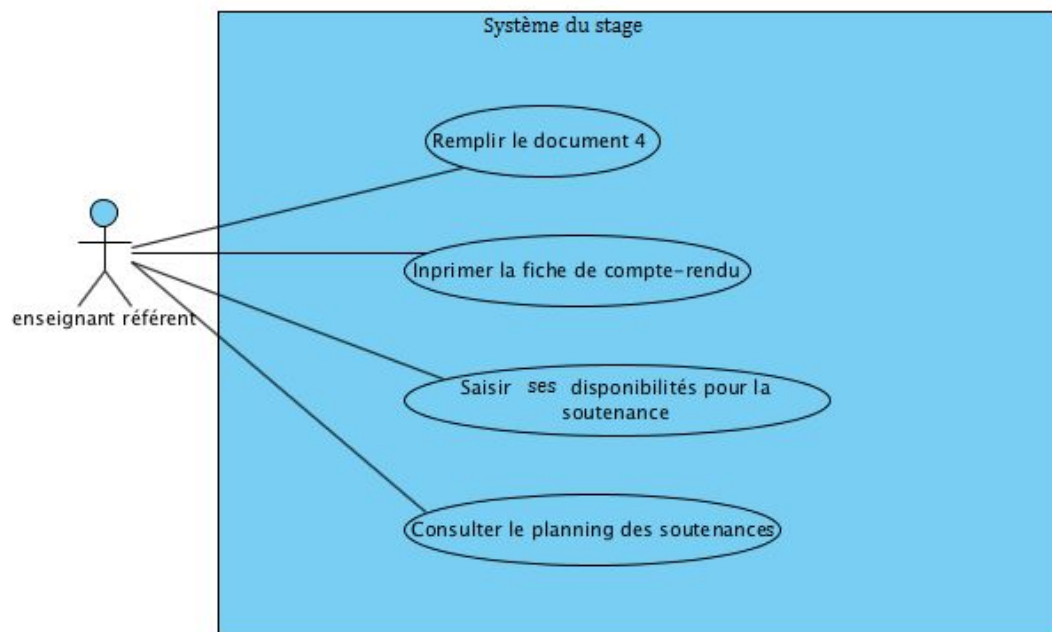 Système du stage
Remplir le document 4
Inprimer la fiche de compte-rendu
enseignant référent
Saisir ses disponibilités pour la
soutenance
Consulter le planning des soutenances